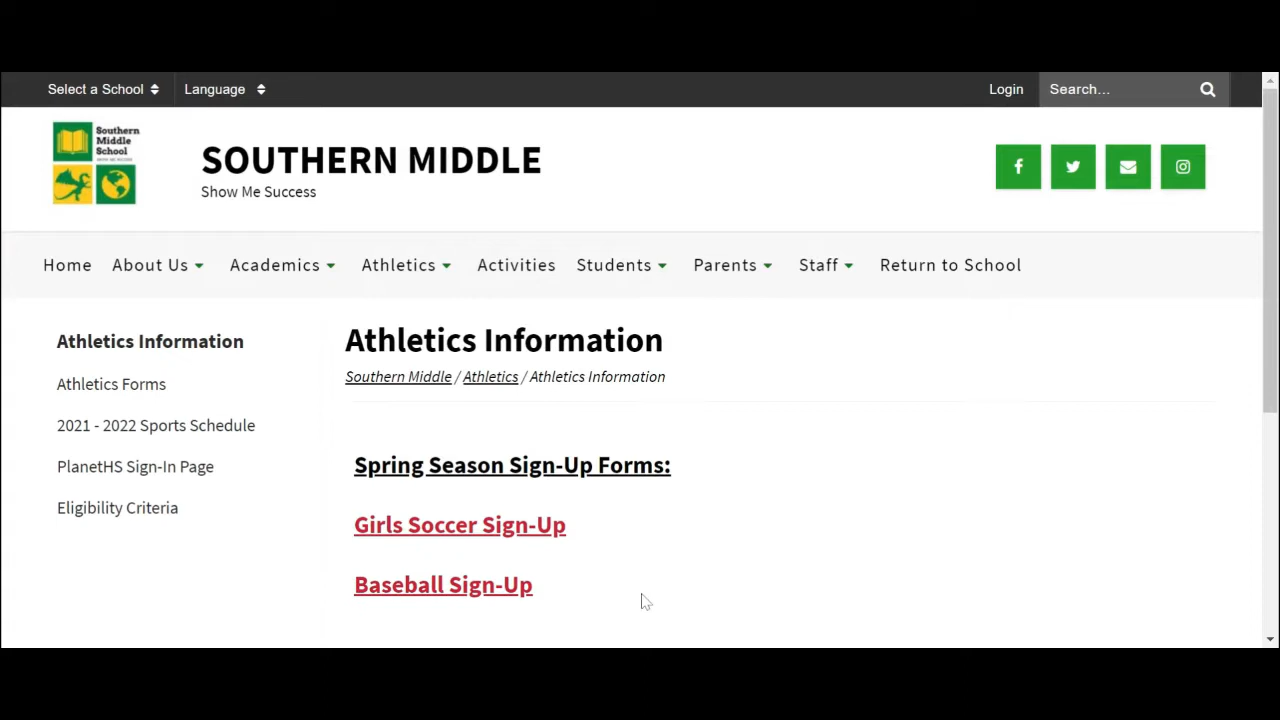 Select a School
Language
Login
Search...
Southern
Middle
School
SOUTHERN MIDDLE
Show Me Success
Home
About Us
Academics
Athletics
Activities
Students
Parents
Staff
Return to School
Athletics Information
Athletics Forms
2021 - 2022 Sports Schedule
PlanetHS Sign-In Page
Eligibility Criteria
Athletics Information
Southern Middle / Athletics / Athletics Information
Spring Season Sign-Up Forms:
Girls Soccer Sign-Up
Baseball Sign-Up